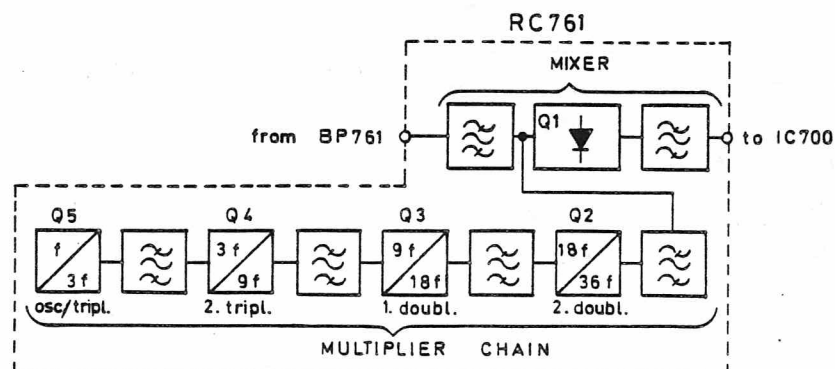 RC761
MIXER
from BP761
Q1
to IC700
Q5 Q4 Q3 Q2
f 3f 9f 18f
3f 9f 18f 36f
osc/tripl. 2. tripl. 1. doubl. 2. doubl.
MULTIPLIER CHAIN